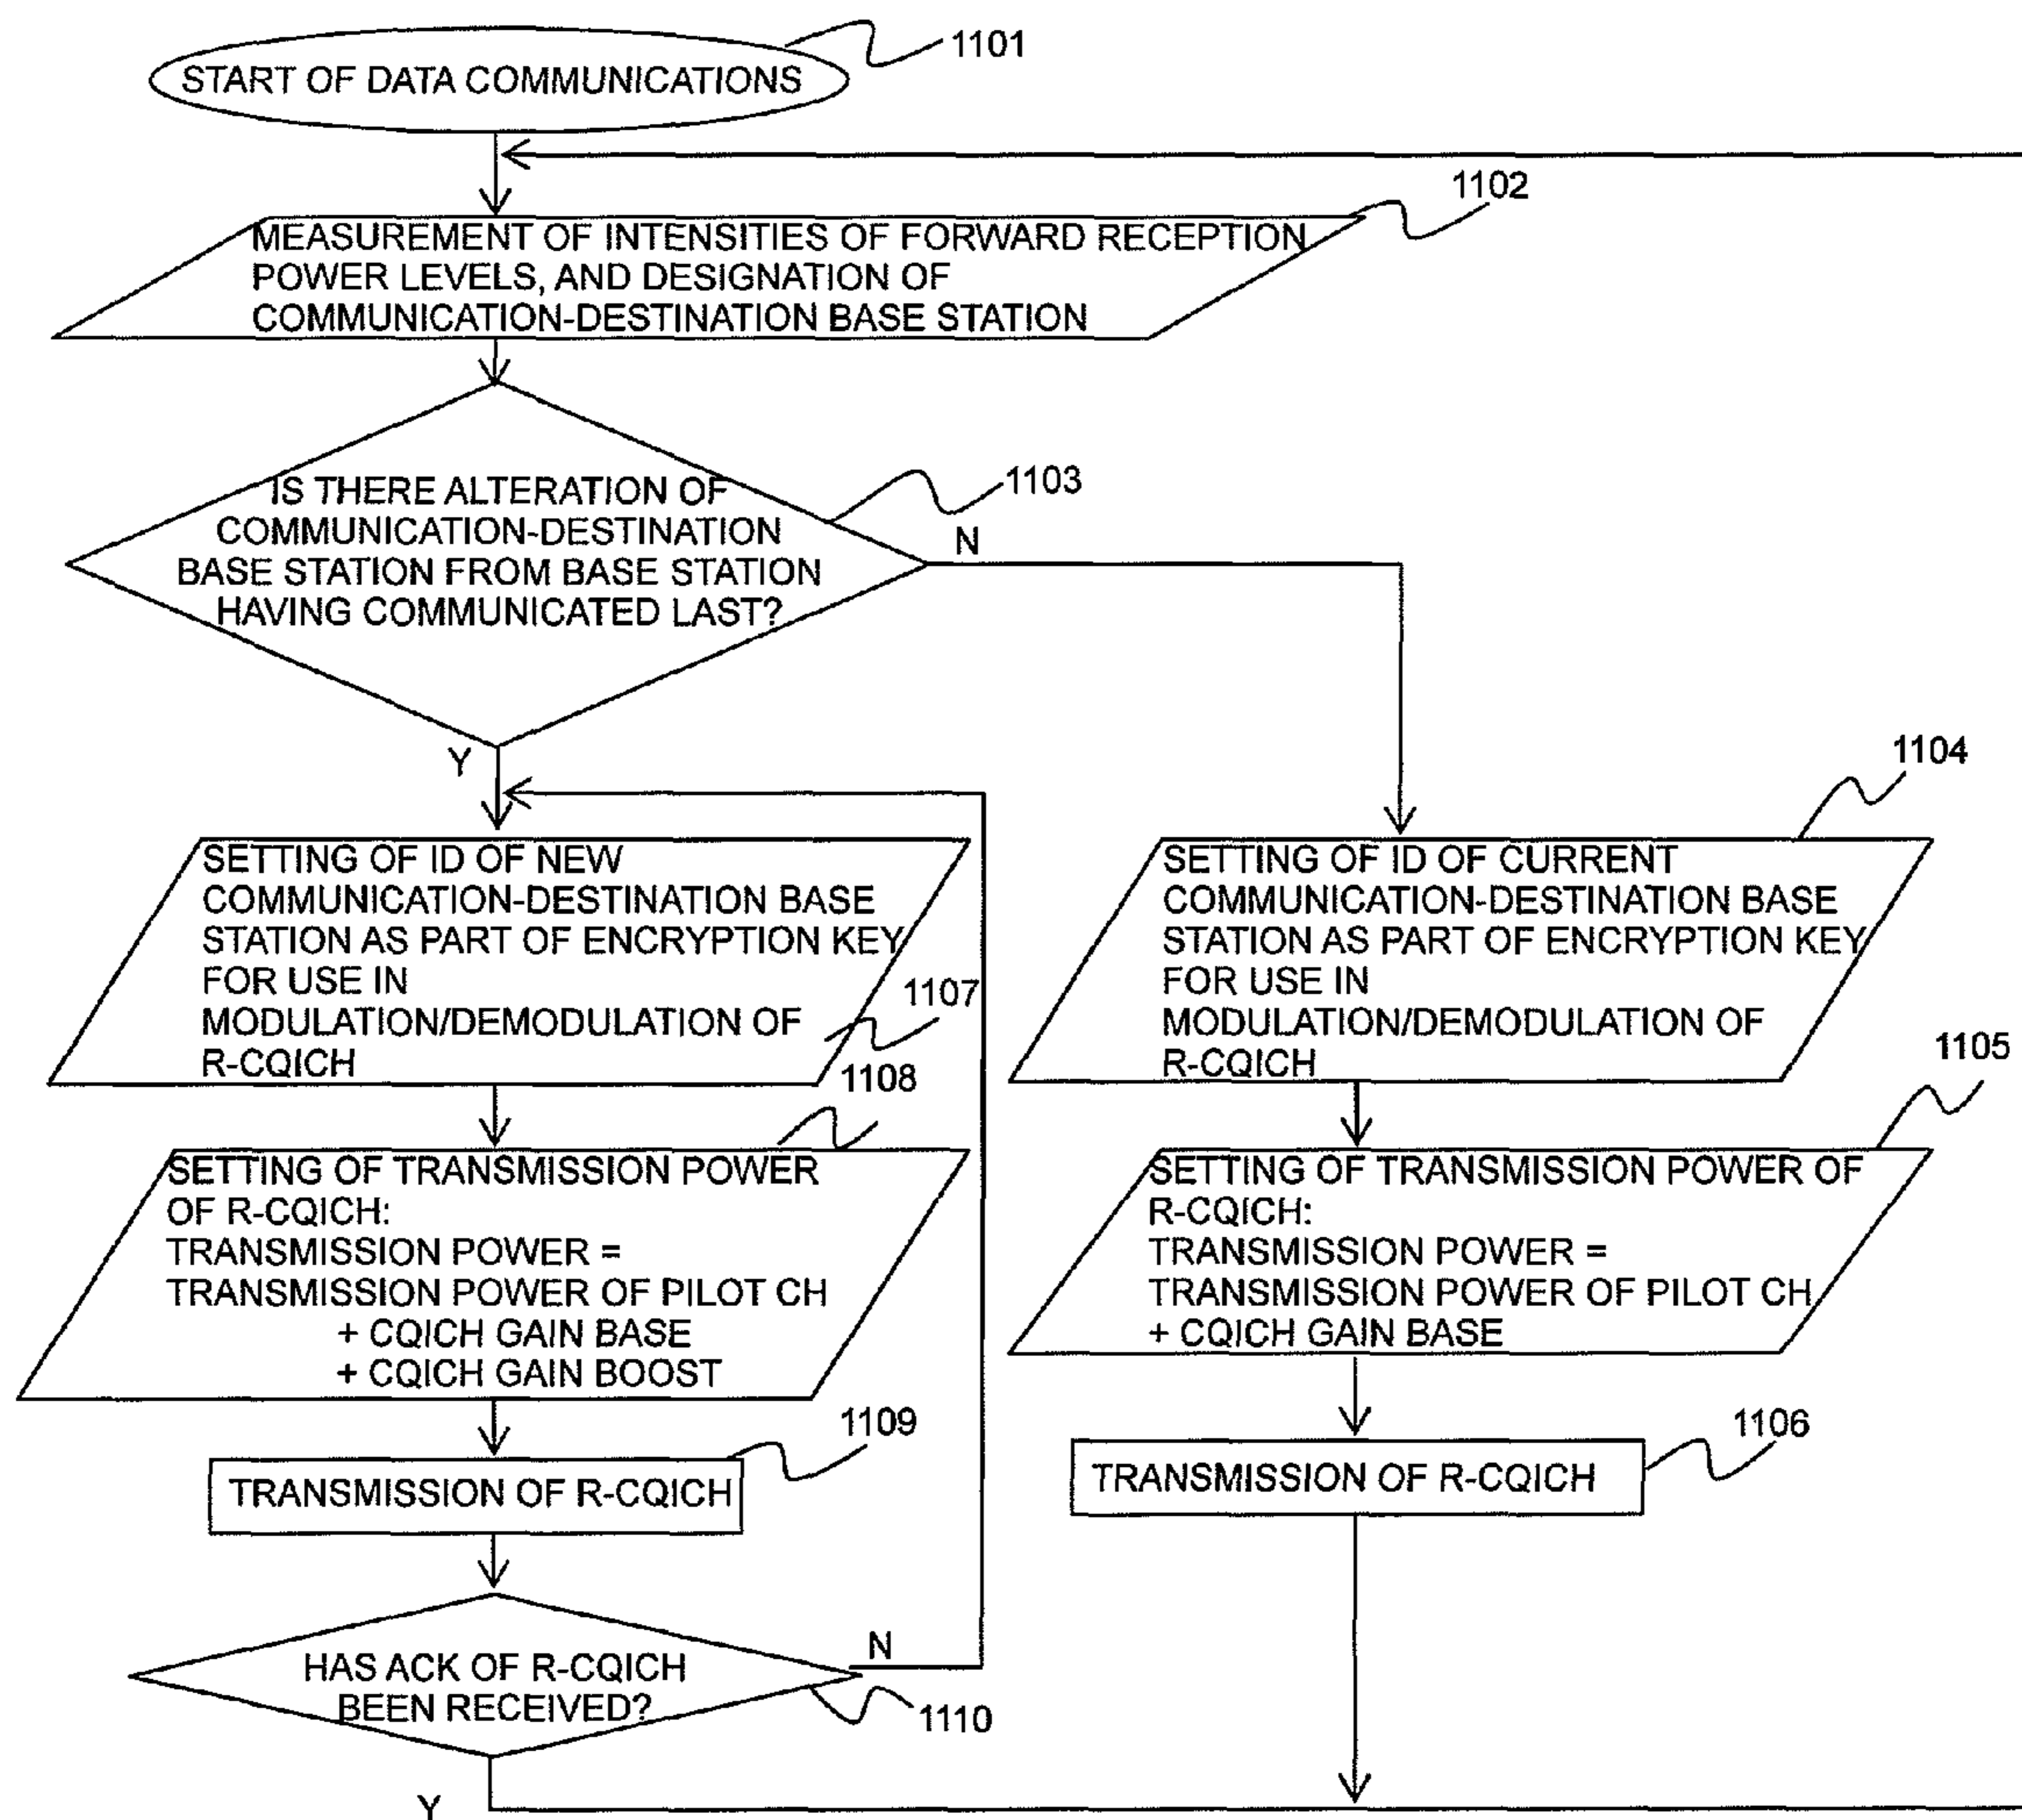 1101
START OF DATA COMMUNICATIONS
1102
MEASUREMENT OF INTENSITIES OF FORWARD RECEPTION
POWER LEVELS, AND DESIGNATION OF
COMMUNICATION-DESTINATION BASE STATION
1103
IS THERE ALTERATION OF
COMMUNICATION-DESTINATION
BASE STATION FROM BASE STATION
HAVING COMMUNICATED LAST?
N
Y
1104
SETTING OF ID OF NEW
COMMUNICATION-DESTINATION BASE
STATION AS PART OF ENCRYPTION KEY
FOR USE IN
MODULATION/DEMODULATION OF
R-CQICH
1107
SETTING OF ID OF CURRENT
COMMUNICATION-DESTINATION BASE
STATION AS PART OF ENCRYPTION KEY
FOR USE IN
MODULATION/DEMODULATION OF
R-CQICH
1108
1105
SETTING OF TRANSMISSION POWER
OF R-CQICH:
TRANSMISSION POWER =
TRANSMISSION POWER OF PILOT CH
+ CQICH GAIN BASE
+ CQICH GAIN BOOST
SETTING OF TRANSMISSION POWER OF
R-CQICH:
TRANSMISSION POWER =
TRANSMISSION POWER OF PILOT CH
+ CQICH GAIN BASE
1109
TRANSMISSION OF R-CQICH
1106
TRANSMISSION OF R-CQICH
HAS ACK OF R-CQICH
BEEN RECEIVED?
N
1110
Y